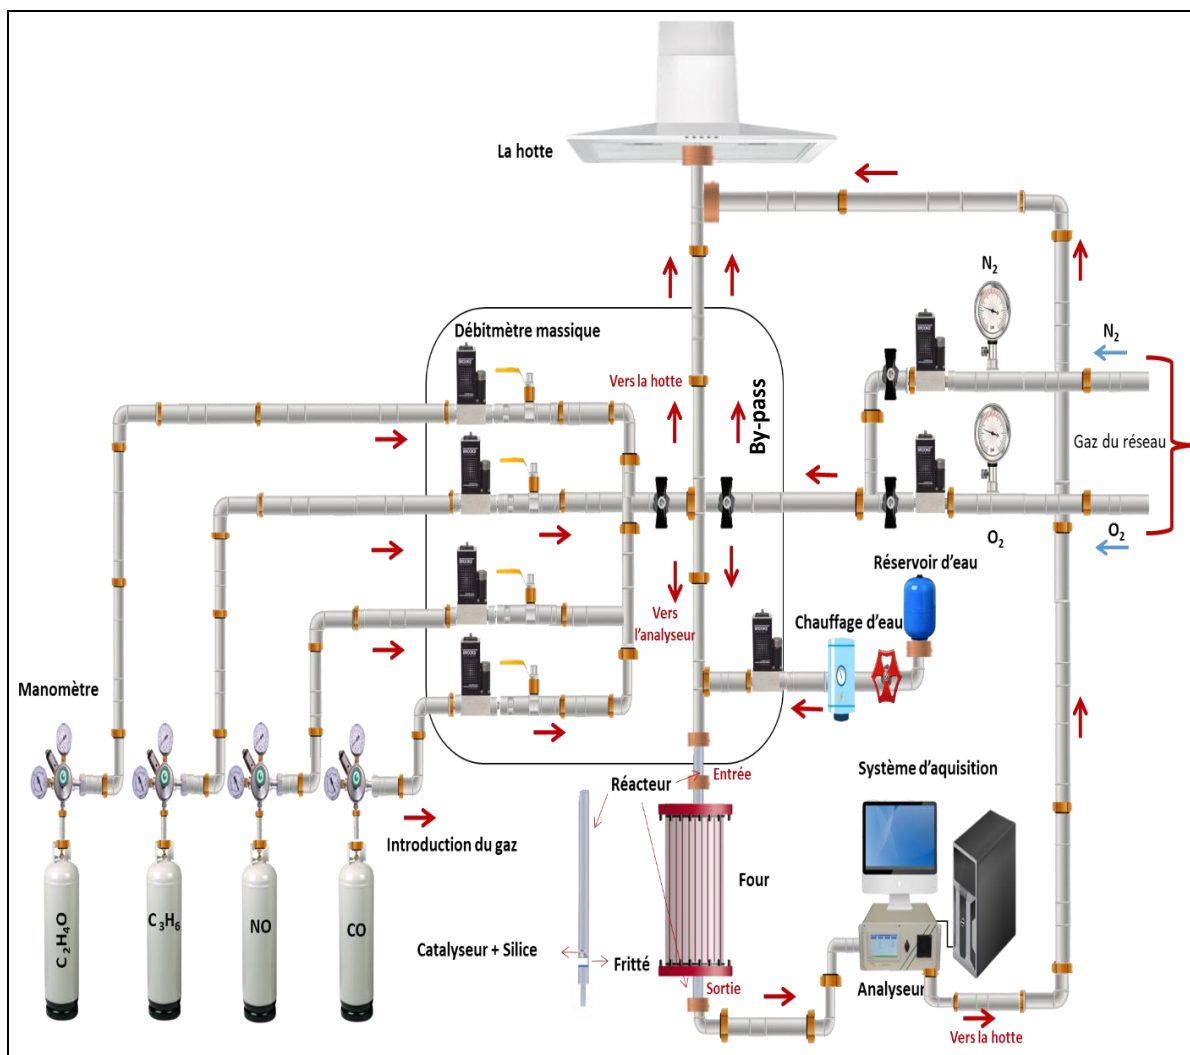 La hotte
N₂
Débitmètre massique
N₂
Vers la hotte
By-pass
Gaz du réseau
O₂
O₂
Réservoir d'eau
Vers
l'analyseur
Chauffage d'eau
Manomètre
Entrée
Système d'aquisition
Réacteur
Introduction du gaz
Four
C₂H₄O
C₃H₆
NO
CO
Catalyseur + Silice
Fritté
Sortie
Analyseur
Vers la hotte